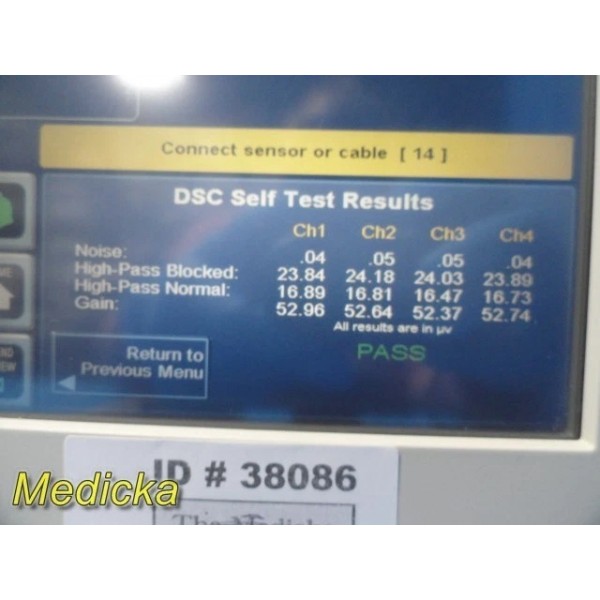 Connect sensor or cable [ 14 ]
DSC Self Test Results
Ch1 Ch2 Ch3 Ch4
Noise: .04 .05 .05 .04
High-Pass Blocked: 23.84 24.18 24.03 23.89
High-Pass Normal: 16.89 16.81 16.47 16.73
Gain: 52.96 52.64 52.37 52.74
All results are in µv
PASS
Return to
Previous Menu
ID # 38086
Medicka